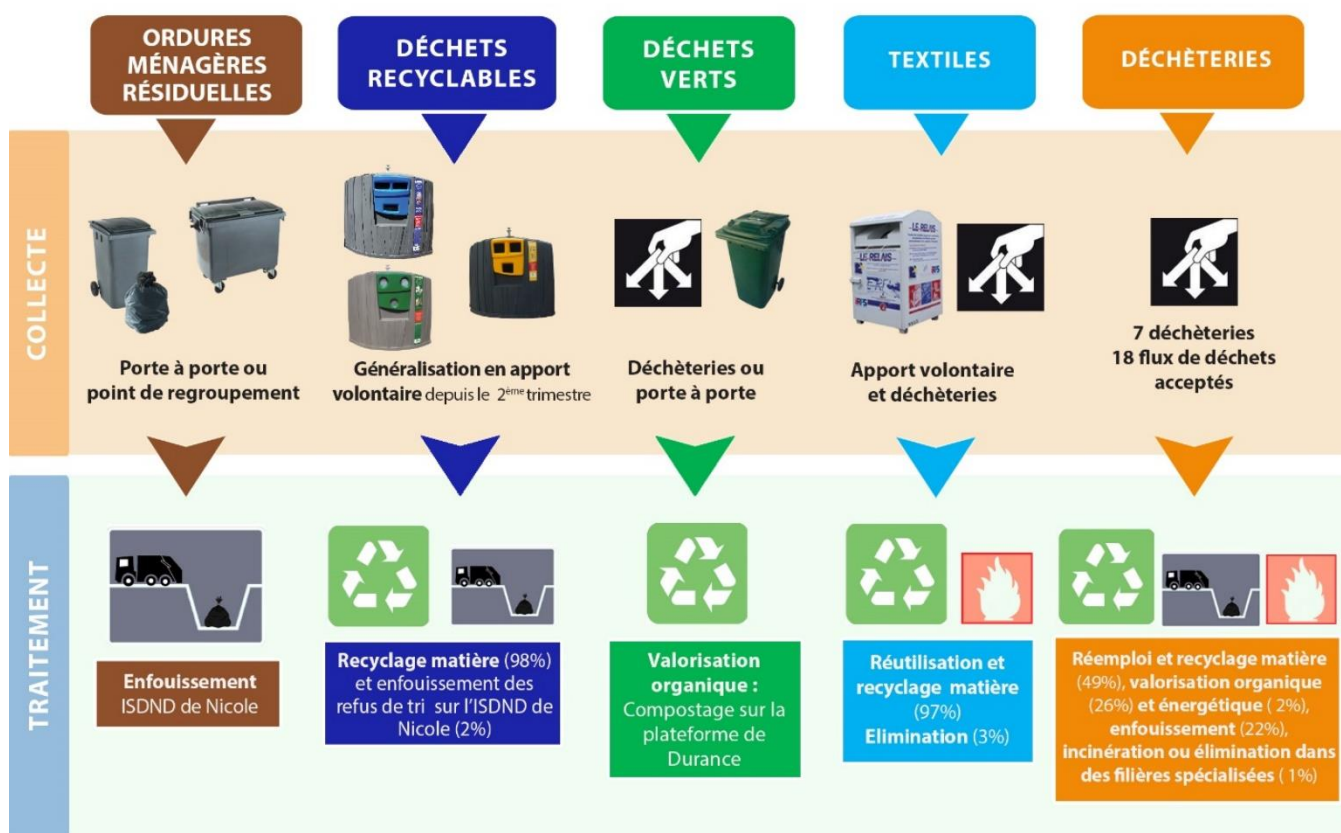 ORDURES
MÉNAGÈRES
RÉSIDUELLES
DÉCHETS
RECYCLABLES
DÉCHETS
VERTS
TEXTILES
DÉCHÈTERIES
COLLECTE
Porte à porte ou
point de regroupement
Généralisation en apport
volontaire depuis le 2ème trimestre
Déchèteries ou
porte à porte
LE RELAIS
Apport volontaire
et déchèteries
7 déchèteries
18 flux de déchets
acceptés
TRAITEMENT
Enfouissement
ISDND de Nicole
Recyclage matière (98%)
et enfouissement des
refus de tri sur l'ISDND de
Nicole (2%)
Valorisation
organique :
Compostage sur la
plateforme de
Durance
Réutilisation et
recyclage matière
(97%)
Elimination (3%)
Réemploi et recyclage matière
(49%), valorisation organique
(26%) et énergétique ( 2%),
enfouissement (22%),
incinération ou élimination dans
des filières spécialisées ( 1%)